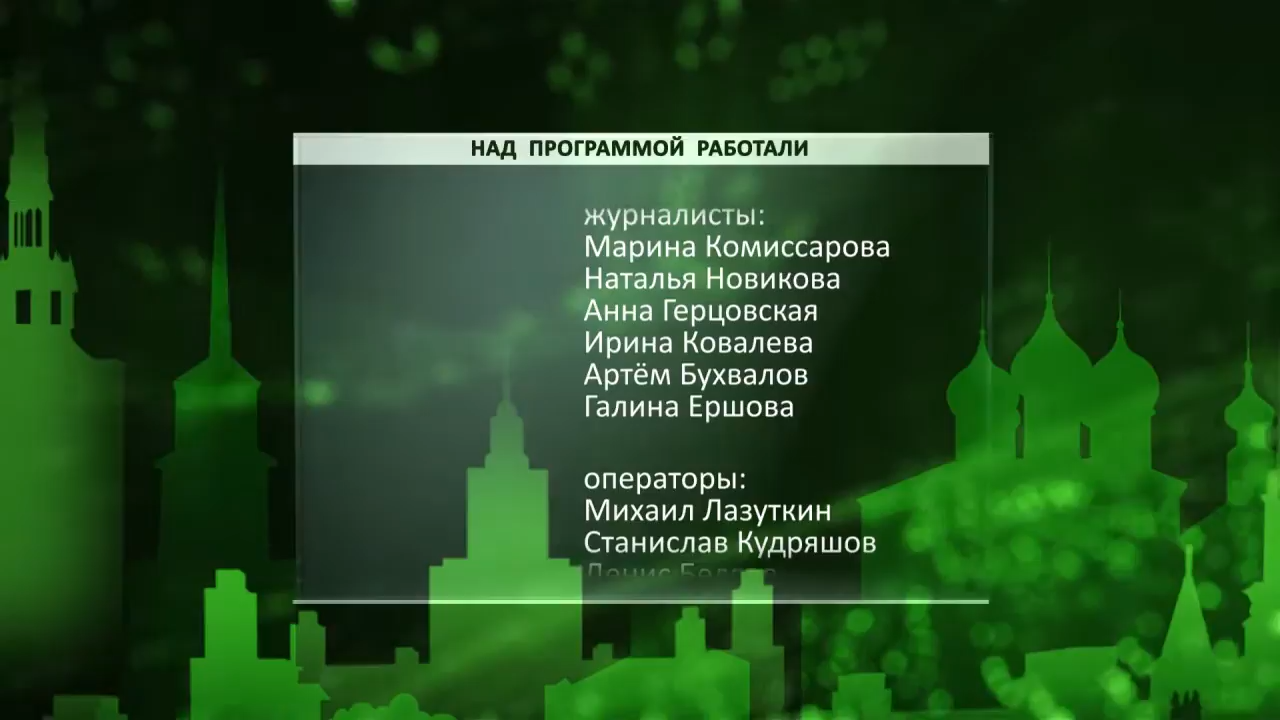 НАД ПРОГРАММОЙ РАБОТАЛИ
журналисты:
Марина Комиссарова
Наталья Новикова
Анна Герцовская
Ирина Ковалева
Артём Бухвалов
Галина Ершова
операторы:
Михаил Лазуткин
Станислав Кудряшов
Денис